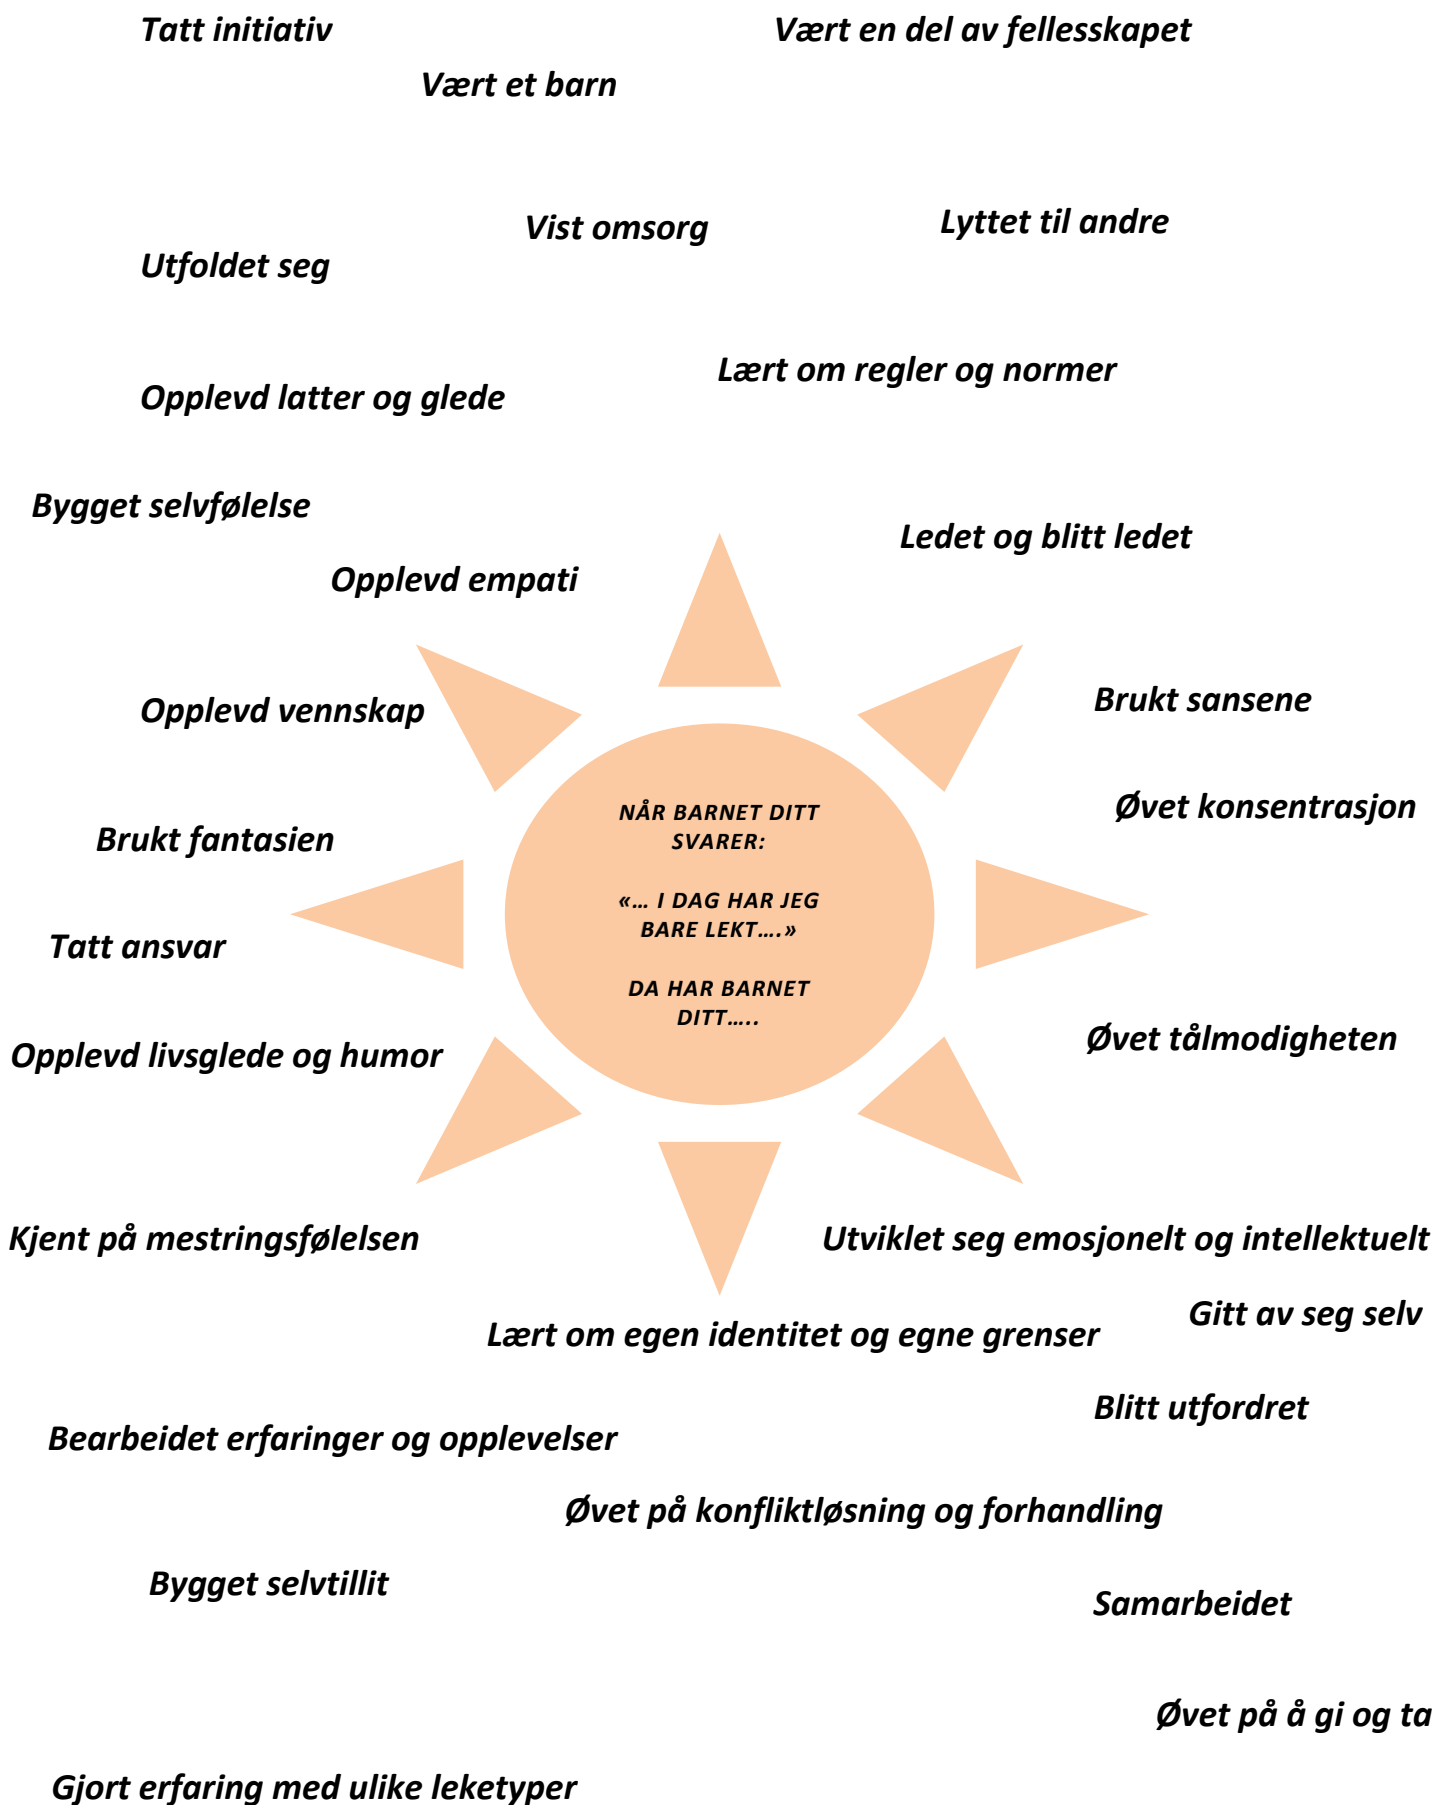 Tatt initiativ
Vært en del av fellesskapet
Vært et barn
Lyttet til andre
Vist omsorg
Utfoldet seg
Lært om regler og normer
Opplevd latter og glede
Bygget selvfølelse
Ledet og blitt ledet
Opplevd empati
Brukt sansene
Opplevd vennskap
Øvet konsentrasjon
NÅR BARNET DITT
SVARER:
«… I DAG HAR JEG
BARE LEKT….»
DA HAR BARNET
DITT…..
Brukt fantasien
Tatt ansvar
Øvet tålmodigheten
Opplevd livsglede og humor
Kjent på mestringsfølelsen
Utviklet seg emosjonelt og intellektuelt
Gitt av seg selv
Lært om egen identitet og egne grenser
Blitt utfordret
Bearbeidet erfaringer og opplevelser
Øvet på konfliktløsning og forhandling
Bygget selvtillit
Samarbeidet
Øvet på å gi og ta
Gjort erfaring med ulike leketyper